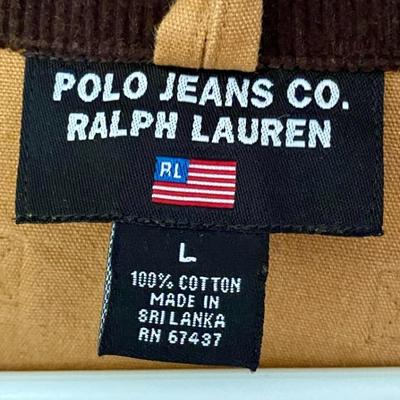 POLO JEANS CO.
RALPH LAUREN
RL
L
100% COTTON
MADE IN
SRI LANKA
RN 67437